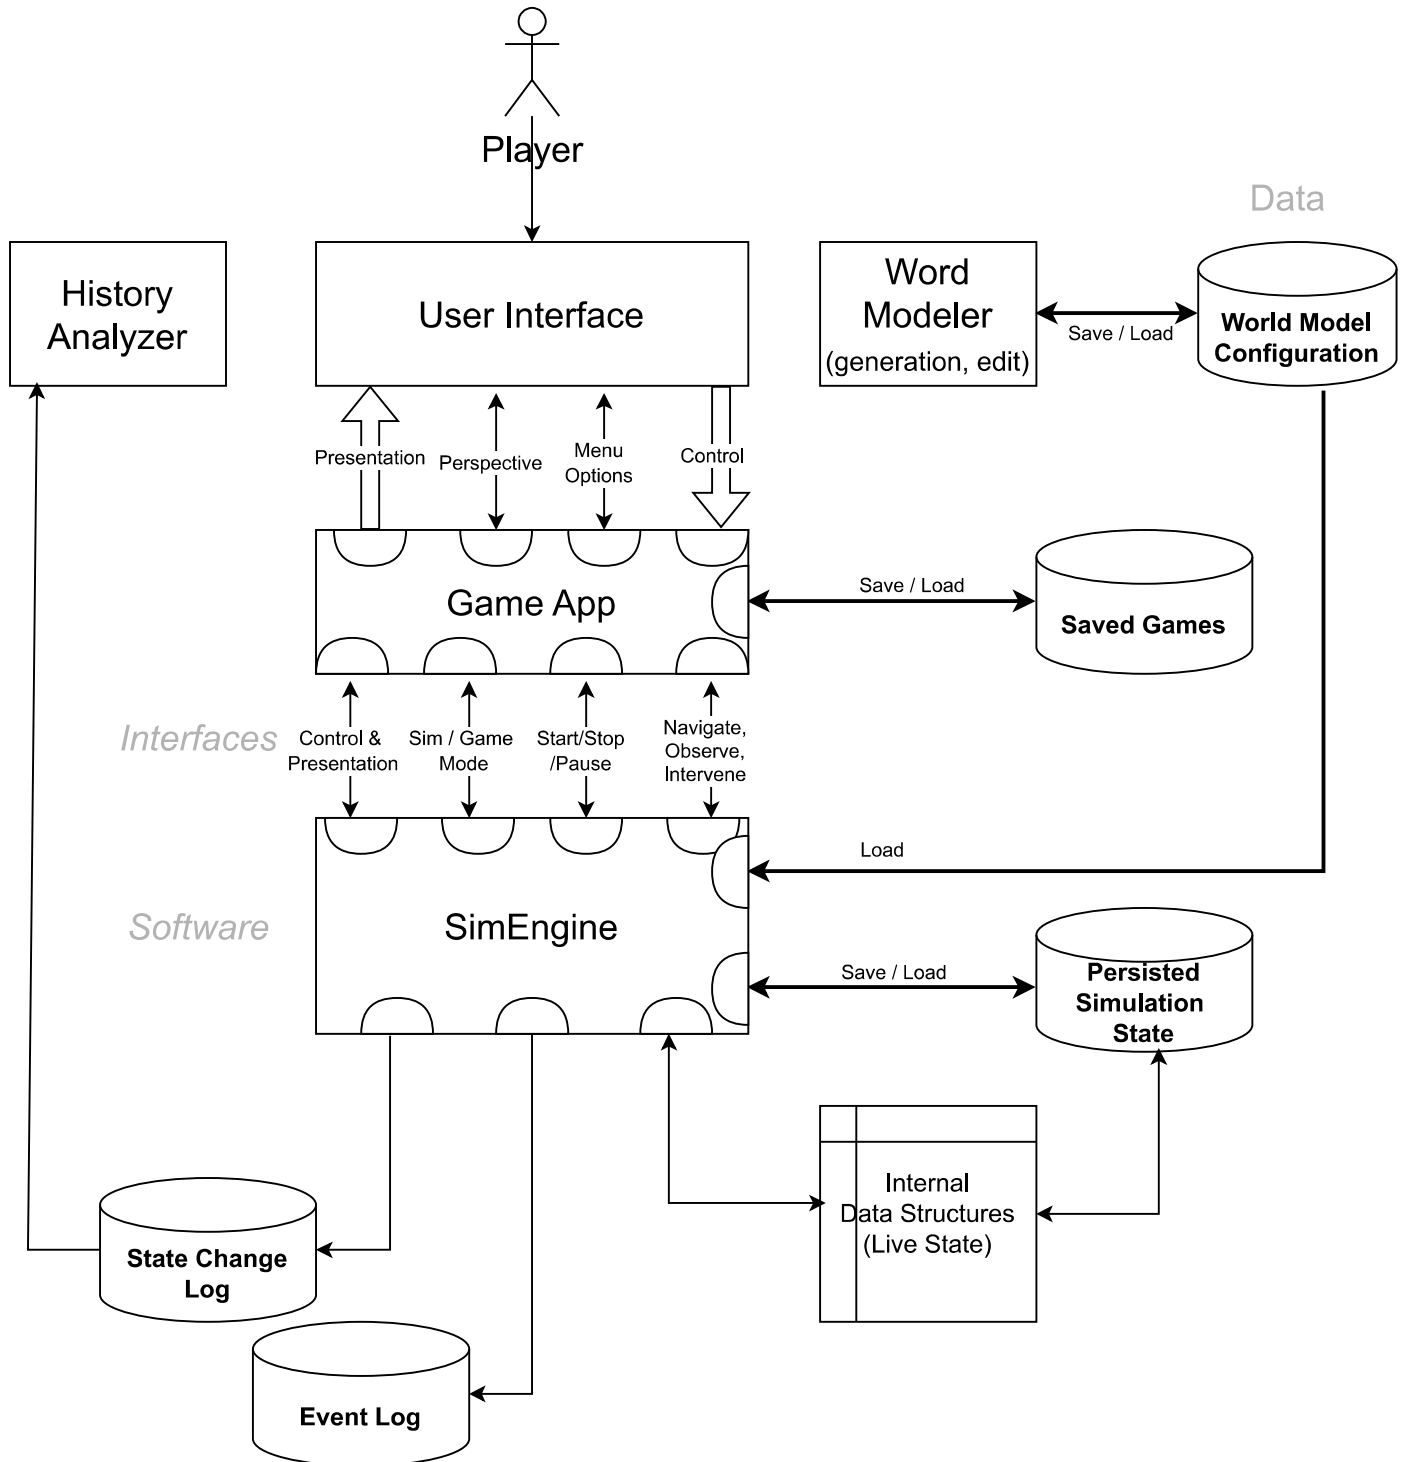 Player
Data
History
Analyzer
User Interface
Word
Modeler
(generation, edit)
Save / Load
World Model
Configuration
Presentation
Perspective
Menu
Options
Control
Game App
Save / Load
Saved Games
Interfaces
Control &
Presentation
Sim / Game
Mode
Start/Stop
/Pause
Navigate,
Observe,
Intervene
Load
Software
SimEngine
Save / Load
Persisted
Simulation
State
Internal
Data Structures
(Live State)
State Change
Log
Event Log